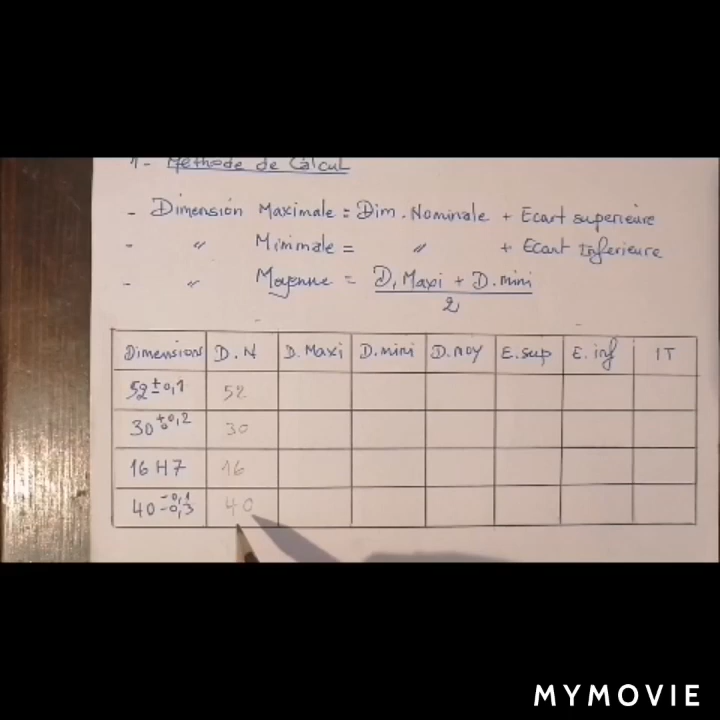 1- Méthode de Càlcul
- Dimensión Maximale = Dim.Nominale + Ecart superieure
- " Minimale = " + Ecart Inferieure
- " Moyenne = D, Maxi + D.mini
2
Dimensions D.N D.Maxi D.mini D.moy E.sup E.inf IT
52 ± 0,1 52
30 +0,2 0 30
16 H7 16
40 -0,1 -0,3 40
MYMOVIE